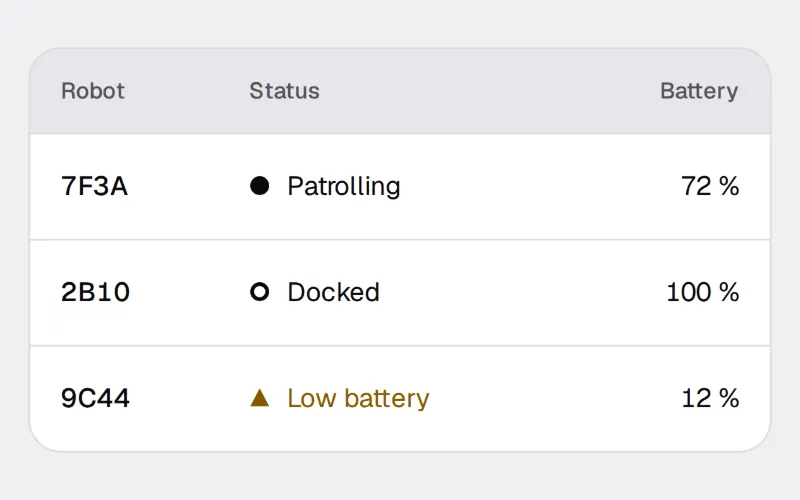 Robot Status Battery
7F3A Patrolling 72 %
2B10 Docked 100 %
9C44 Low battery 12 %